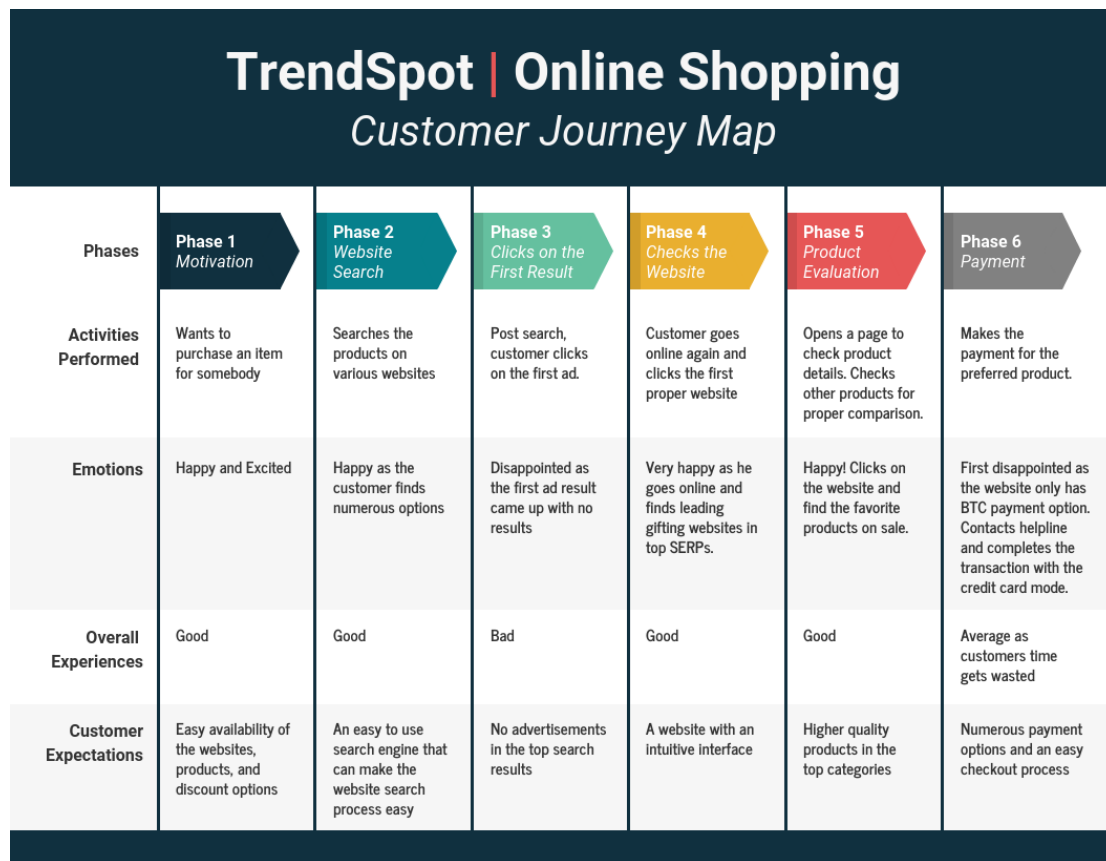 TrendSpot | Online Shopping
Customer Journey Map
Phases
Phase 1
Motivation
Phase 2
Website
Search
Phase 3
Clicks on the
First Result
Phase 4
Checks the
Website
Phase 5
Product
Evaluation
Phase 6
Payment
Activities
Performed
Wants to
purchase an item
for somebody
Searches the
products on
various websites
Post search,
customer clicks
on the first ad.
Customer goes
online again and
clicks the first
proper website
Opens a page to
check product
details. Checks
other products for
proper comparison.
Makes the
payment for the
preferred product.
Emotions
Happy and Excited
Happy as the
customer finds
numerous options
Disappointed as
the first ad result
came up with no
results
Very happy as he
goes online and
finds leading
gifting websites in
top SERPs.
Happy! Clicks on
the website and
find the favorite
products on sale.
First disappointed as
the website only has
BTC payment option.
Contacts helpline
and completes the
transaction with the
credit card mode.
Overall
Experiences
Good
Good
Bad
Good
Good
Average as
customers time
gets wasted
Customer
Expectations
Easy availability of
the websites,
products, and
discount options
An easy to use
search engine that
can make the
website search
process easy
No advertisements
in the top search
results
A website with an
intuitive interface
Higher quality
products in the
top categories
Numerous payment
options and an easy
checkout process